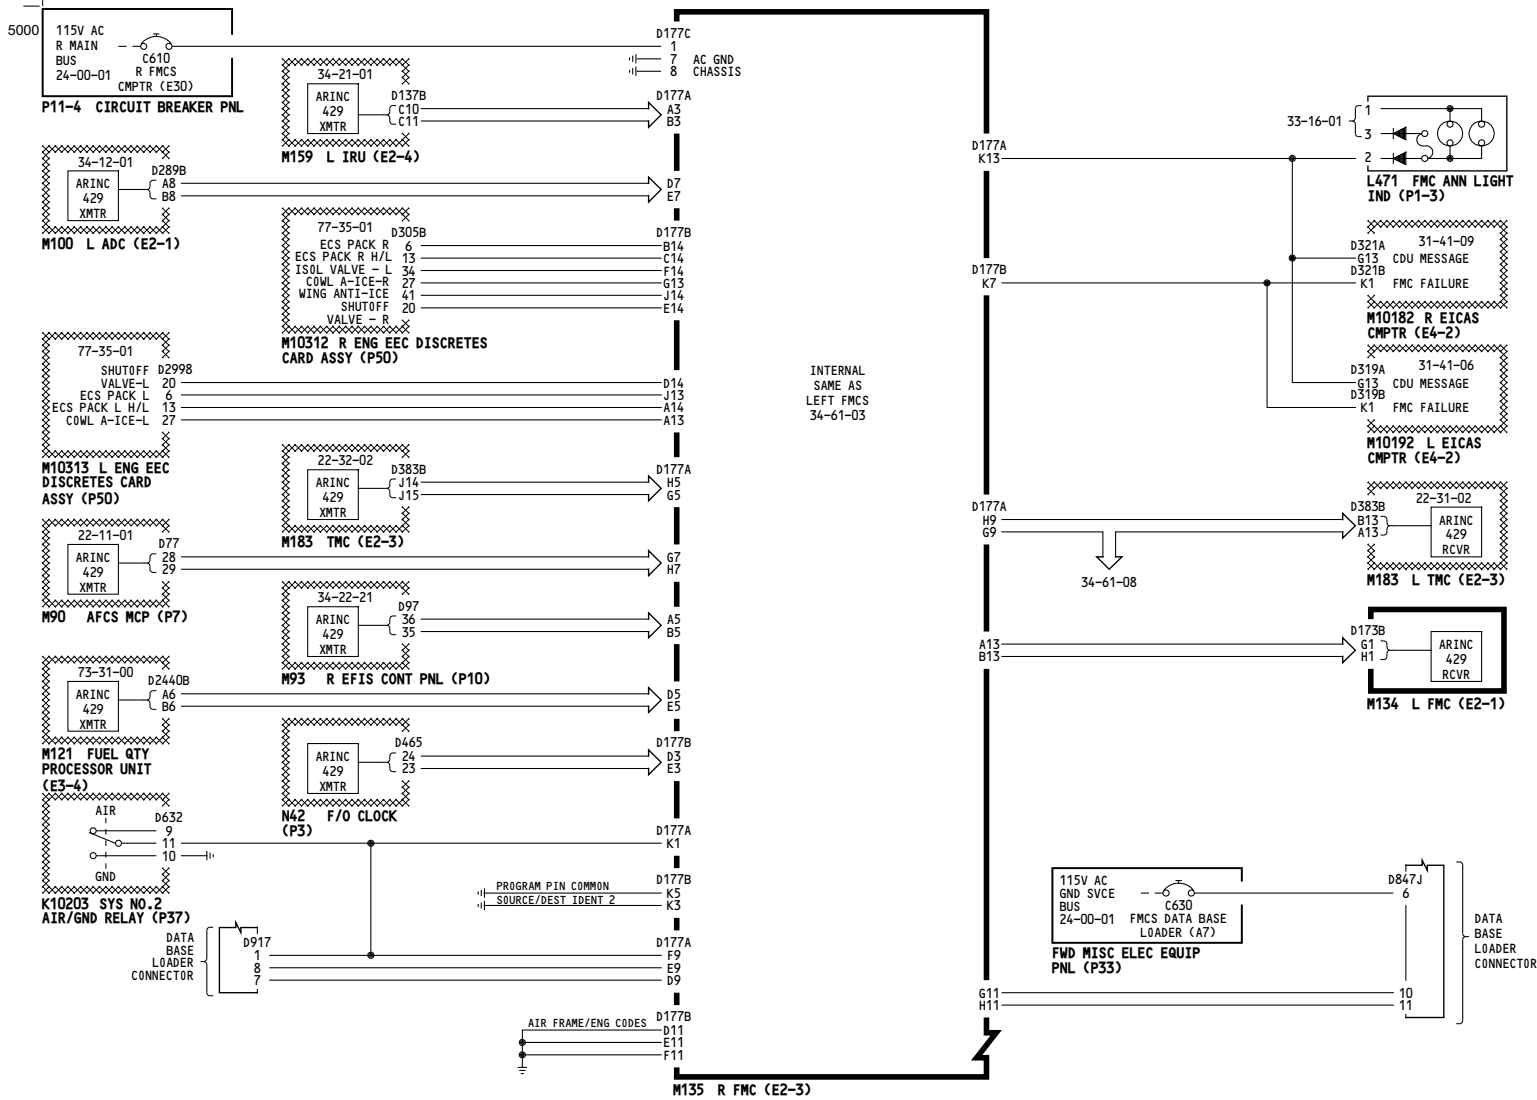 5000
115V AC
R MAIN
BUS
24-00-01
C610
R FMCS
CMPTR (E30)
P11-4 CIRCUIT BREAKER PNL
34-21-01
ARINC
429
XMTR
D137B
C10
C11
M159 L IRU (E2-4)
34-12-01
ARINC
429
XMTR
D289B
A8
B8
M100 L ADC (E2-1)
77-35-01
D305B
ECS PACK R 6
ECS PACK R H/L 13
ISOL VALVE - L 34
COWL A-ICE-R 27
WING ANTI-ICE 41
SHUTOFF 20
VALVE - R
M10312 R ENG EEC DISCRETES
CARD ASSY (P50)
77-35-01
SHUTOFF D2998
VALVE-L 20
ECS PACK L 6
ECS PACK L H/L 13
COWL A-ICE-L 27
M10313 L ENG EEC
DISCRETES CARD
ASSY (P50)
22-32-02
ARINC
429
XMTR
D383B
J14
J15
M183 TMC (E2-3)
22-11-01
ARINC
429
XMTR
D77
28
29
M90 AFCS MCP (P7)
34-22-21
ARINC
429
XMTR
D97
36
35
M93 R EFIS CONT PNL (P10)
73-31-00
ARINC
429
XMTR
D2440B
A6
B6
M121 FUEL QTY
PROCESSOR UNIT
(E3-4)
ARINC
429
XMTR
D465
24
23
N42 F/O CLOCK
(P3)
AIR
D632
9
11
10
GND
K10203 SYS NO.2
AIR/GND RELAY (P37)
PROGRAM PIN COMMON
SOURCE/DEST IDENT 2
DATA
BASE
LOADER
CONNECTOR
D917
1
8
7
AIR FRAME/ENG CODES
D177C
1
7 AC GND
8 CHASSIS
D177A
A3
B3
D7
E7
D177B
B14
C14
F14
G13
J14
E14
D14
J13
A14
A13
D177A
H5
G5
G7
H7
A5
B5
D5
E5
D177B
D3
E3
D177A
K1
D177B
K5
K3
D177A
F9
E9
D9
D177B
D11
E11
F11
INTERNAL
SAME AS
LEFT FMCS
34-61-03
M135 R FMC (E2-3)
D177A
K13
D177B
K7
D177A
H9
G9
34-61-08
A13
B13
G11
H11
33-16-01
1
3
2
L471 FMC ANN LIGHT
IND (P1-3)
D321A 31-41-09
G13 CDU MESSAGE
D321B
K1 FMC FAILURE
M10182 R EICAS
CMPTR (E4-2)
D319A 31-41-06
G13 CDU MESSAGE
D319B
K1 FMC FAILURE
M10192 L EICAS
CMPTR (E4-2)
D383B 22-31-02
B13
A13
ARINC
429
RCVR
M183 L TMC (E2-3)
D173B
G1
H1
ARINC
429
RCVR
M134 L FMC (E2-1)
115V AC
GND SVCE
BUS
24-00-01
C630
FMCS DATA BASE
LOADER (A7)
FWD MISC ELEC EQUIP
PNL (P33)
D847J
6
10
11
DATA
BASE
LOADER
CONNECTOR